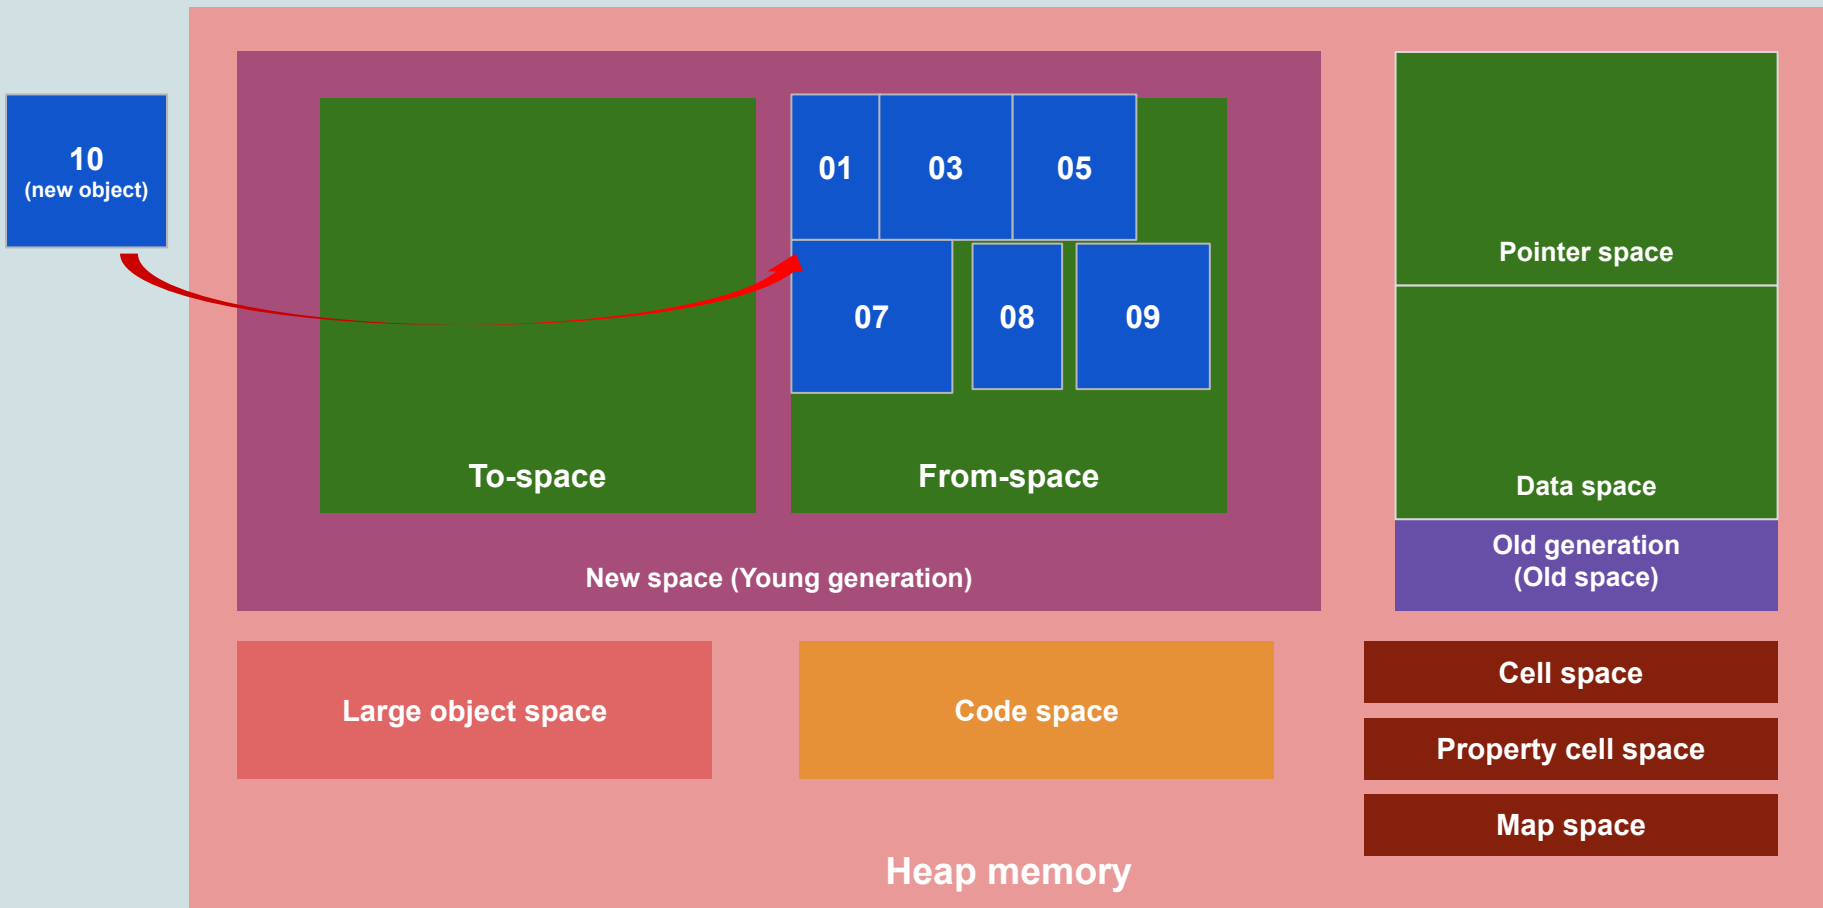 10
(new object)
01
03
05
07
08
09
To-space
From-space
New space (Young generation)
Pointer space
Data space
Old generation
(Old space)
Large object space
Code space
Cell space
Property cell space
Map space
Heap memory